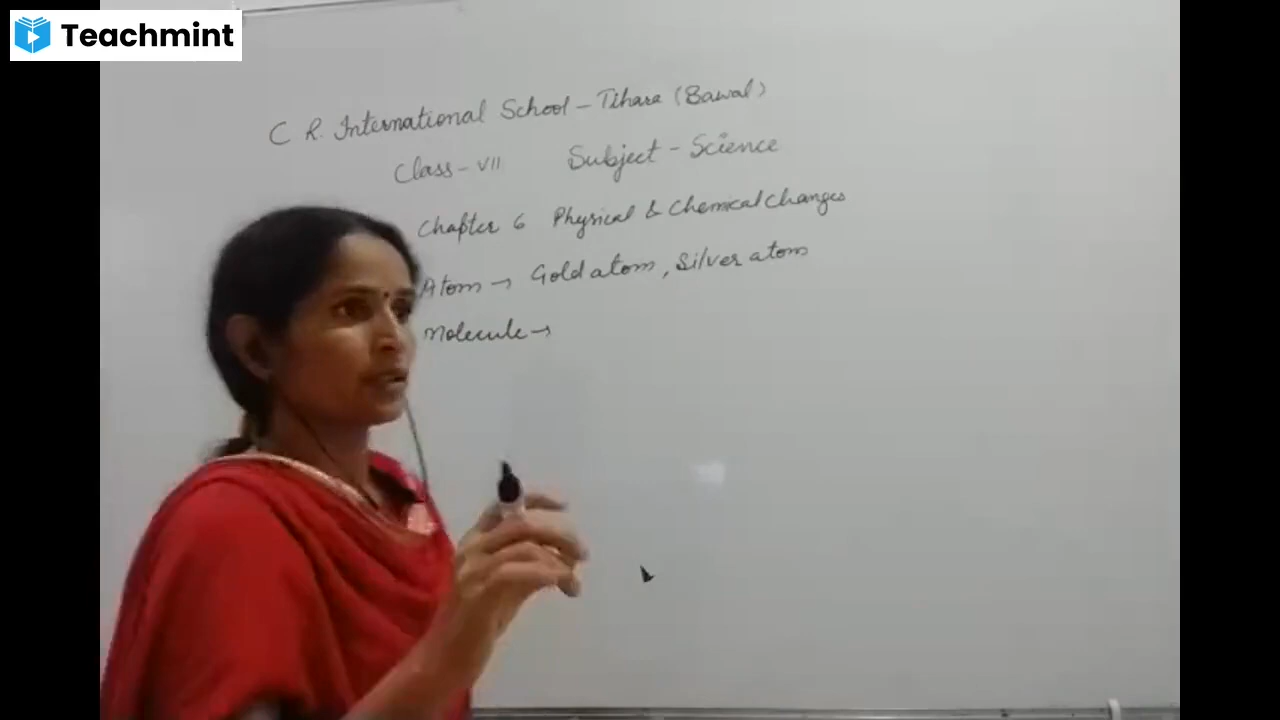 Teachmint
C R. International School - Tihara (Bawal)
Class - VII Subject - Science
Chapter 6 Physical & Chemical Changes
Atom → Gold atom, Silver atom
Molecule →